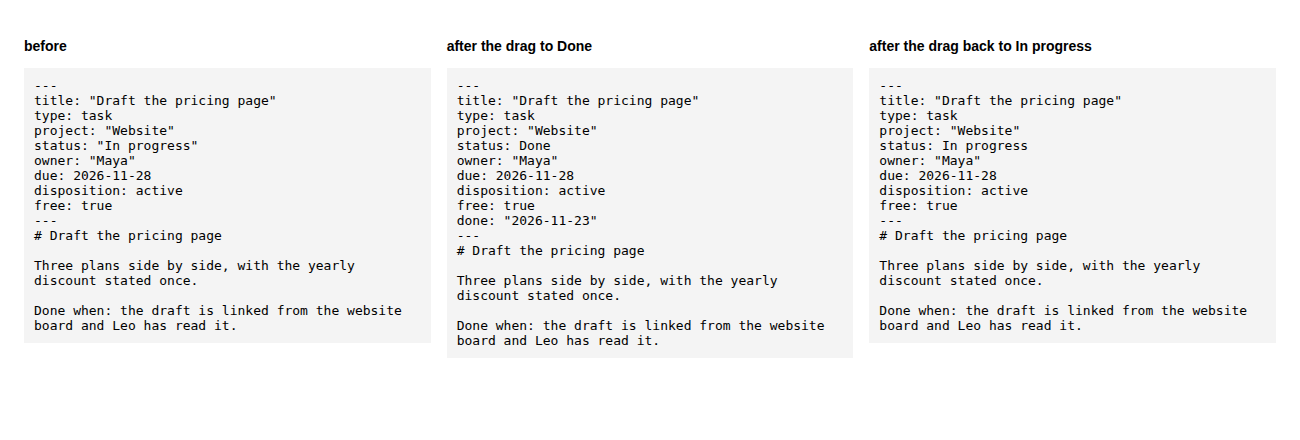 before
---
title: "Draft the pricing page"
type: task
project: "Website"
status: "In progress"
owner: "Maya"
due: 2026-11-28
disposition: active
free: true
---
# Draft the pricing page

Three plans side by side, with the yearly
discount stated once.

Done when: the draft is linked from the website
board and Leo has read it.

after the drag to Done
---
title: "Draft the pricing page"
type: task
project: "Website"
status: Done
owner: "Maya"
due: 2026-11-28
disposition: active
free: true
done: "2026-11-23"
---
# Draft the pricing page

Three plans side by side, with the yearly
discount stated once.

Done when: the draft is linked from the website
board and Leo has read it.

after the drag back to In progress
---
title: "Draft the pricing page"
type: task
project: "Website"
status: In progress
owner: "Maya"
due: 2026-11-28
disposition: active
free: true
---
# Draft the pricing page

Three plans side by side, with the yearly
discount stated once.

Done when: the draft is linked from the website
board and Leo has read it.